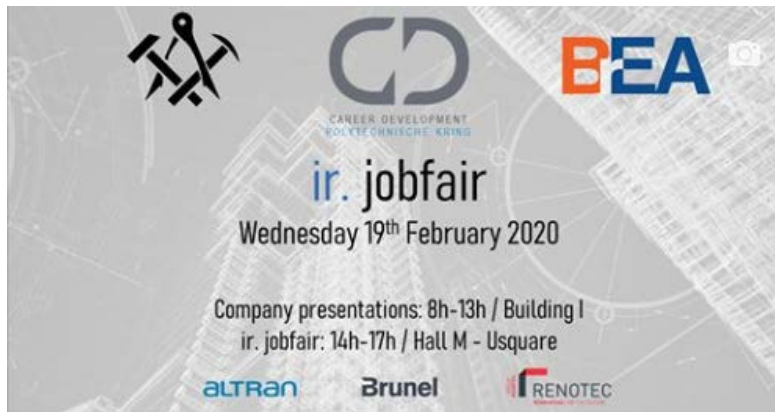 BEA
CD
CAREER DEVELOPMENT
POLYTECHNISCHE KRING
ir. jobfair
Wednesday 19th February 2020
Company presentations: 8h-13h / Building I
ir. jobfair: 14h-17h / Hall M - Usquare
altran Brunel RENOTEC